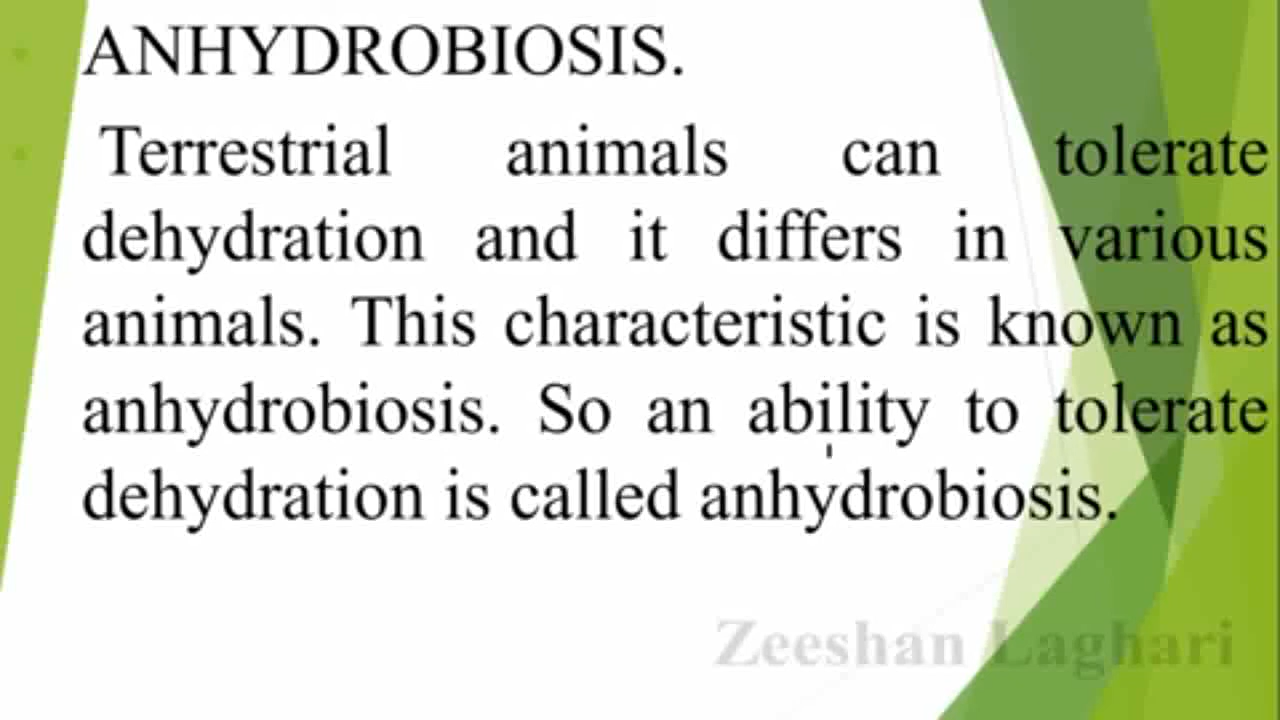 ANHYDROBIOSIS.
Terrestrial animals can tolerate
dehydration and it differs in various
animals. This characteristic is known as
anhydrobiosis. So an ability to tolerate
dehydration is called anhydrobiosis.
Zeeshan Laghari